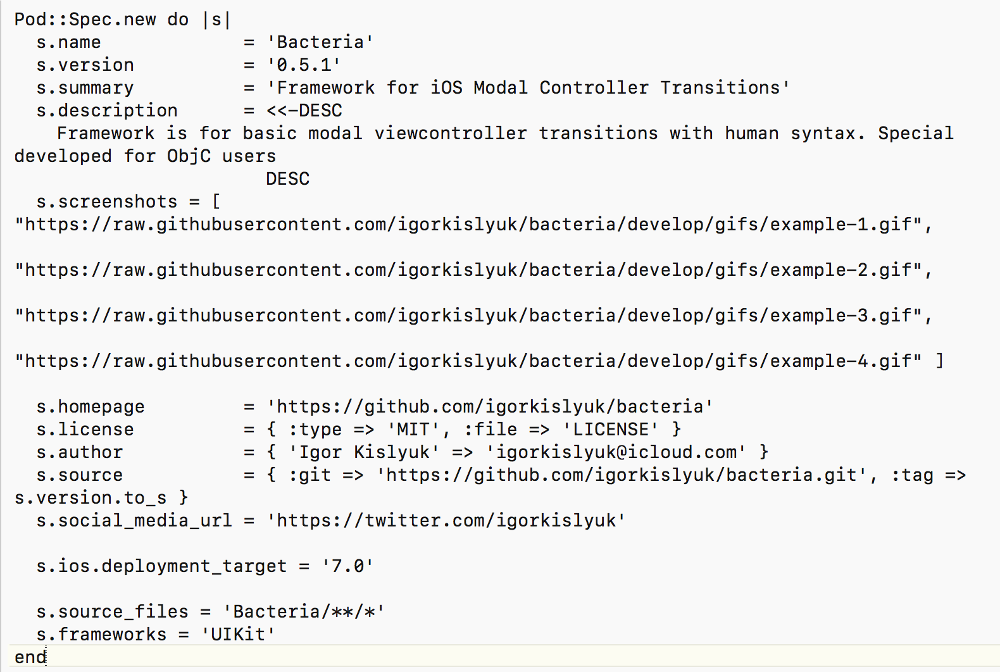 Pod::Spec.new do |s|
  s.name             = 'Bacteria'
  s.version          = '0.5.1'
  s.summary          = 'Framework for iOS Modal Controller Transitions'
  s.description      = <<-DESC
    Framework is for basic modal viewcontroller transitions with human syntax. Special
developed for ObjC users
                       DESC
  s.screenshots = [
"https://raw.githubusercontent.com/igorkislyuk/bacteria/develop/gifs/example-1.gif",

"https://raw.githubusercontent.com/igorkislyuk/bacteria/develop/gifs/example-2.gif",

"https://raw.githubusercontent.com/igorkislyuk/bacteria/develop/gifs/example-3.gif",

"https://raw.githubusercontent.com/igorkislyuk/bacteria/develop/gifs/example-4.gif" ]

  s.homepage         = 'https://github.com/igorkislyuk/bacteria'
  s.license          = { :type => 'MIT', :file => 'LICENSE' }
  s.author           = { 'Igor Kislyuk' => 'igorkislyuk@icloud.com' }
  s.source           = { :git => 'https://github.com/igorkislyuk/bacteria.git', :tag =>
s.version.to_s }
  s.social_media_url = 'https://twitter.com/igorkislyuk'

  s.ios.deployment_target = '7.0'

  s.source_files = 'Bacteria/**/*'
  s.frameworks = 'UIKit'
end